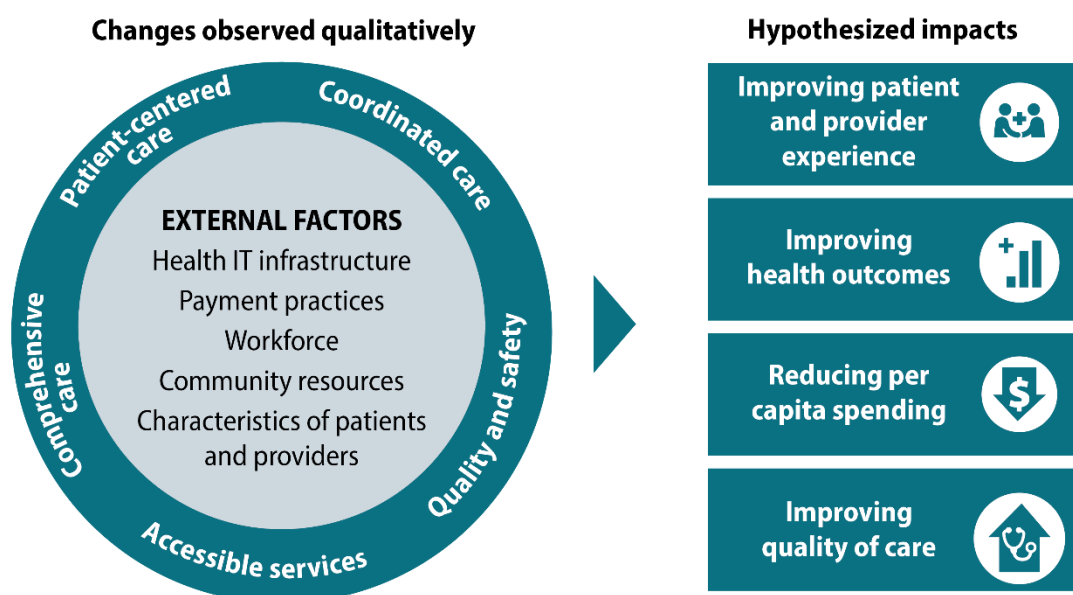 Changes observed qualitatively
Patient-centered
care
Coordinated care
Comprehensive
care
Quality and safety
Accessible services
EXTERNAL FACTORS
Health IT infrastructure
Payment practices
Workforce
Community resources
Characteristics of patients
and providers
Hypothesized impacts
Improving patient
and provider
experience
Improving
health outcomes
Reducing per
capita spending
$
Improving
quality of care